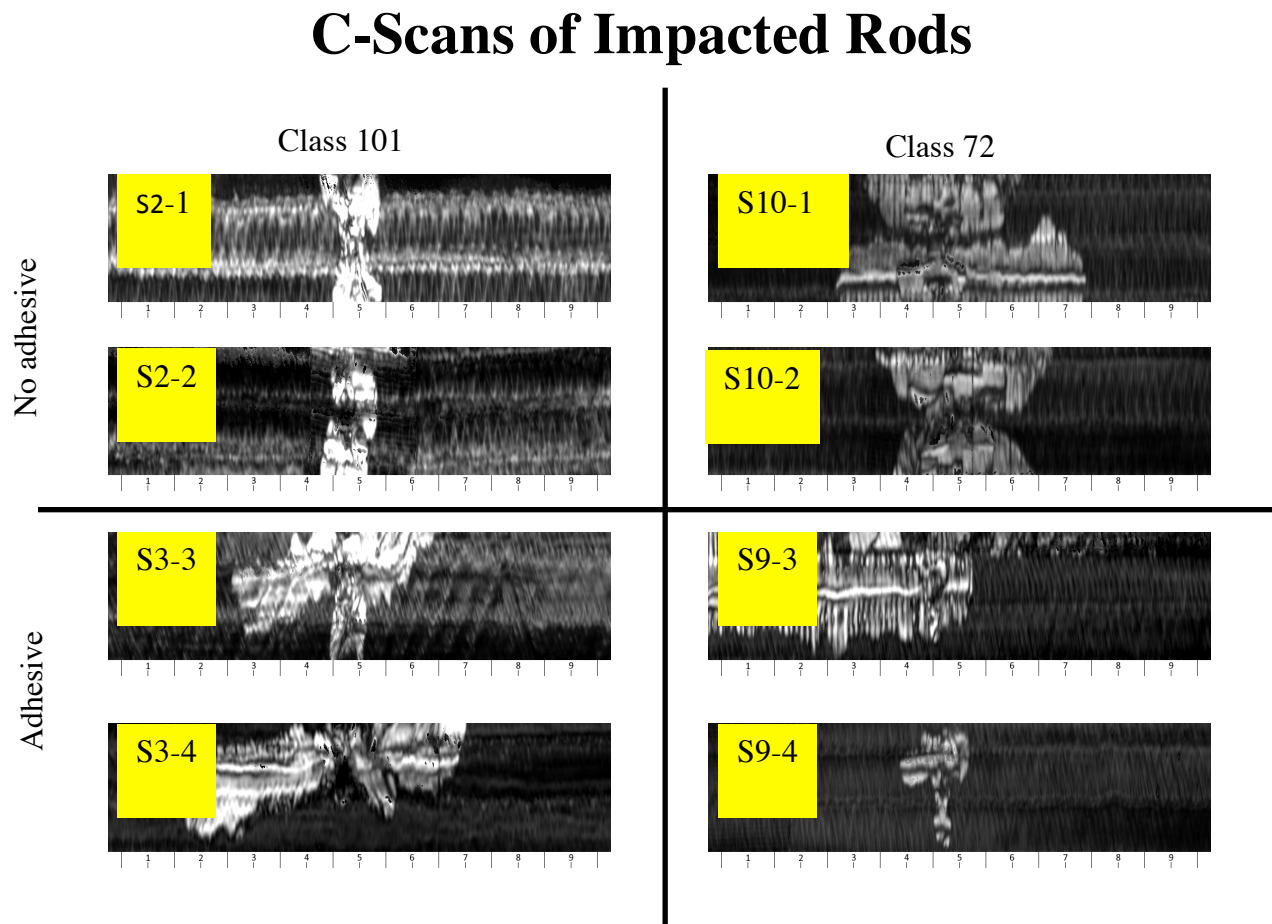 C-Scans of Impacted Rods
Class 101
Class 72
No adhesive
S2-1
1 2 3 4 5 6 7 8 9
S10-1
1 2 3 4 5 6 7 8 9
S2-2
1 2 3 4 5 6 7 8 9
S10-2
1 2 3 4 5 6 7 8 9
Adhesive
S3-3
1 2 3 4 5 6 7 8 9
S9-3
1 2 3 4 5 6 7 8 9
S3-4
1 2 3 4 5 6 7 8 9
S9-4
1 2 3 4 5 6 7 8 9